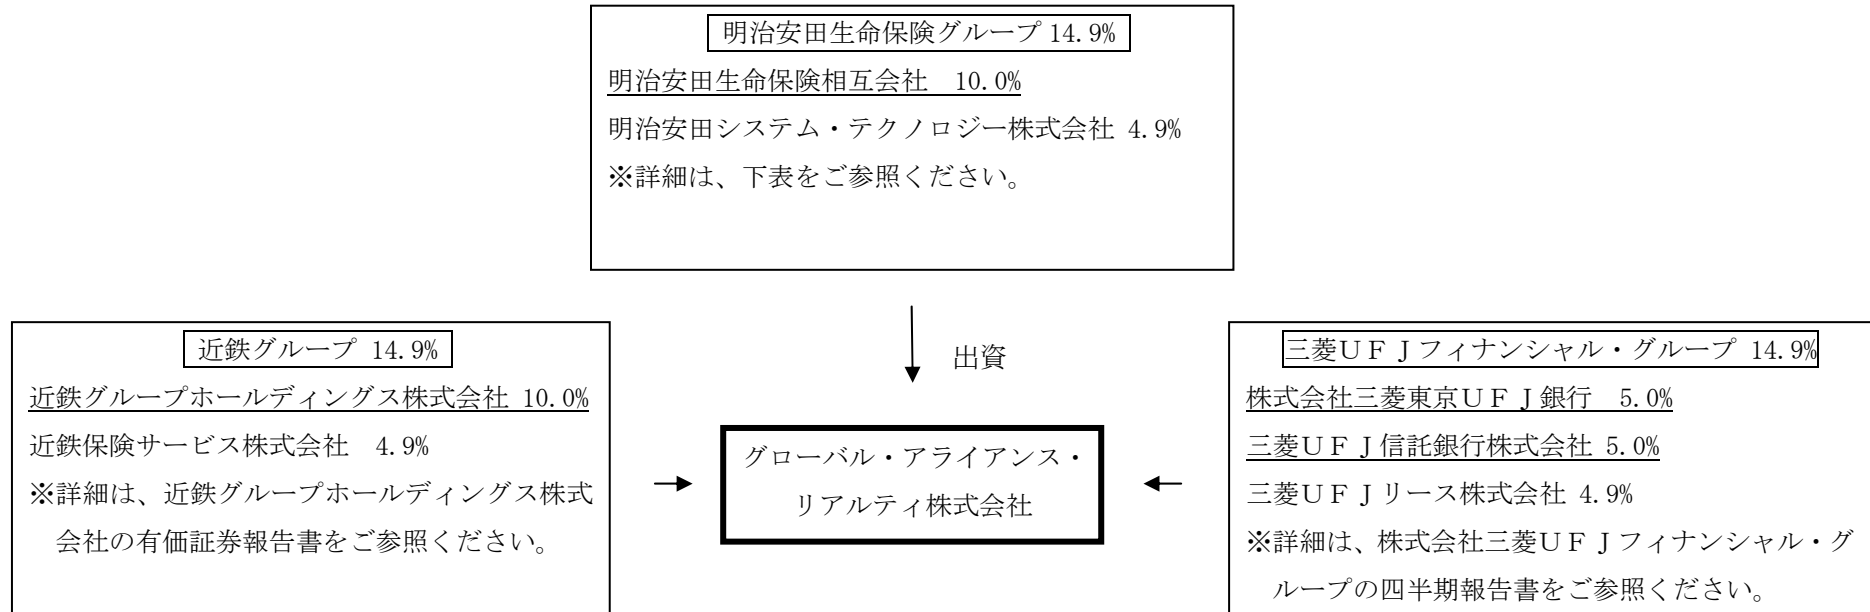 明治安田生命保険グループ 14.9%
明治安田生命保険相互会社　10.0%
明治安田システム・テクノロジー株式会社 4.9%
※詳細は、下表をご参照ください。
近鉄グループ 14.9%
近鉄グループホールディングス株式会社 10.0%
近鉄保険サービス株式会社　4.9%
※詳細は、近鉄グループホールディングス株式
会社の有価証券報告書をご参照ください。
出資
グローバル・アライアンス・
リアルティ株式会社
三菱ＵＦＪフィナンシャル・グループ 14.9%
株式会社三菱東京ＵＦＪ銀行　5.0%
三菱ＵＦＪ信託銀行株式会社 5.0%
三菱ＵＦＪリース株式会社 4.9%
※詳細は、株式会社三菱ＵＦＪフィナンシャル・グ
ループの四半期報告書をご参照ください。